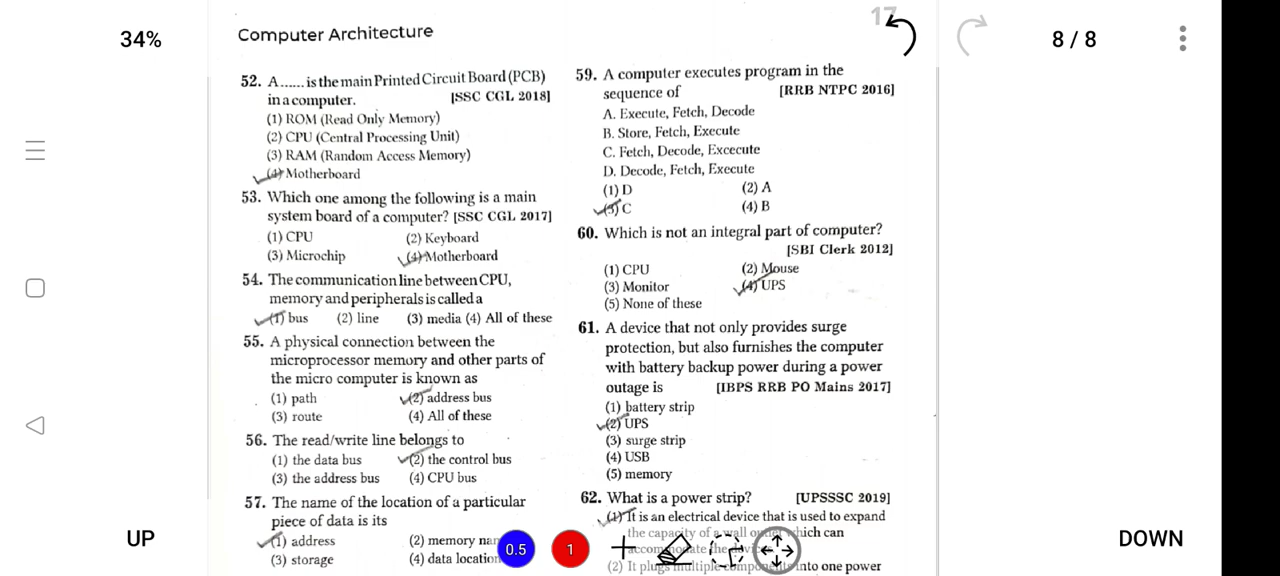 34%
17
8 / 8
Computer Architecture
52. A ...... is the main Printed Circuit Board (PCB)
in a computer. [SSC CGL 2018]
(1) ROM (Read Only Memory)
(2) CPU (Central Processing Unit)
(3) RAM (Random Access Memory)
(4) Motherboard
53. Which one among the following is a main
system board of a computer? [SSC CGL 2017]
(1) CPU (2) Keyboard
(3) Microchip (4) Motherboard
54. The communication line between CPU,
memory and peripherals is called a
(1) bus (2) line (3) media (4) All of these
55. A physical connection between the
microprocessor memory and other parts of
the micro computer is known as
(1) path (2) address bus
(3) route (4) All of these
56. The read/write line belongs to
(1) the data bus (2) the control bus
(3) the address bus (4) CPU bus
57. The name of the location of a particular
piece of data is its
(1) address (2) memory
(3) storage (4) data location
59. A computer executes program in the
sequence of [RRB NTPC 2016]
A. Execute, Fetch, Decode
B. Store, Fetch, Execute
C. Fetch, Decode, Excecute
D. Decode, Fetch, Execute
(1) D (2) A
(3) C (4) B
60. Which is not an integral part of computer?
[SBI Clerk 2012]
(1) CPU (2) Mouse
(3) Monitor (4) UPS
(5) None of these
61. A device that not only provides surge
protection, but also furnishes the computer
with battery backup power during a power
outage is [IBPS RRB PO Mains 2017]
(1) battery strip
(2) UPS
(3) surge strip
(4) USB
(5) memory
62. What is a power strip? [UPSSSC 2019]
(1) It is an electrical device that is used to expand
the capacity of a wall which can
the
(2) It plugs multiple into one power
UP
0.5
1
DOWN